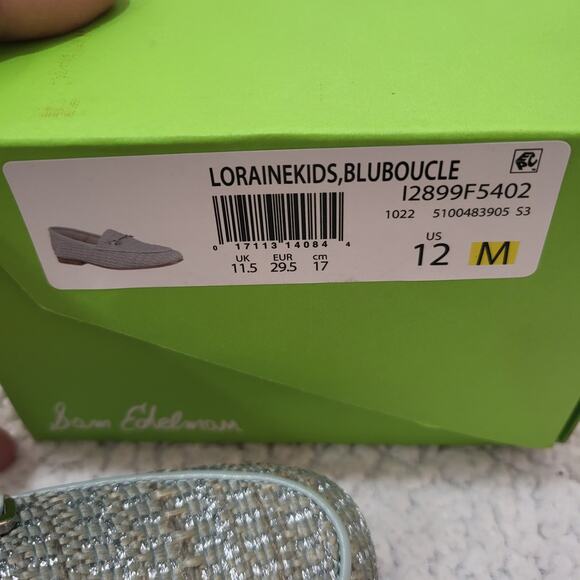 LORAINEKIDS,BLUBOUCLE
I2899F5402
1022 5100483905 S3
0 17113 14084 4
UK EUR cm
11.5 29.5 17
US
12 M
Sam Edelman